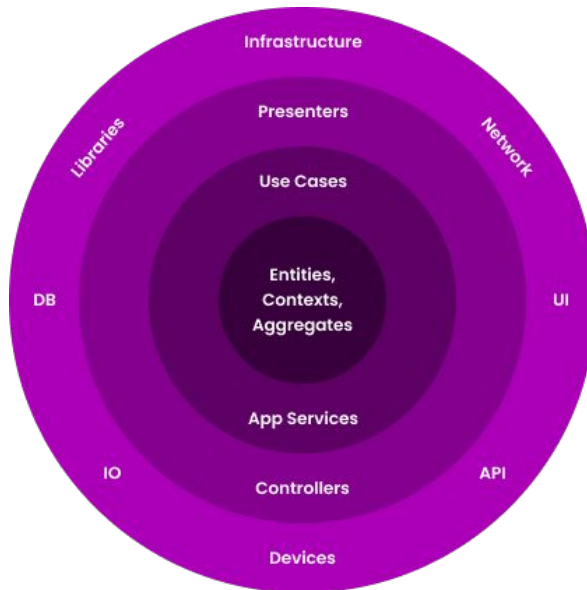 Infrastructure
Libraries
Network
Presenters
Use Cases
Entities,
Contexts,
Aggregates
DB
UI
App Services
IO
API
Controllers
Devices